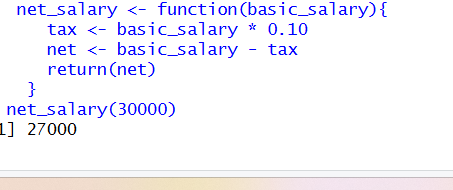 net_salary <- function(basic_salary){
tax <- basic_salary * 0.10
net <- basic_salary - tax
return(net)
}
net_salary(30000)
1] 27000